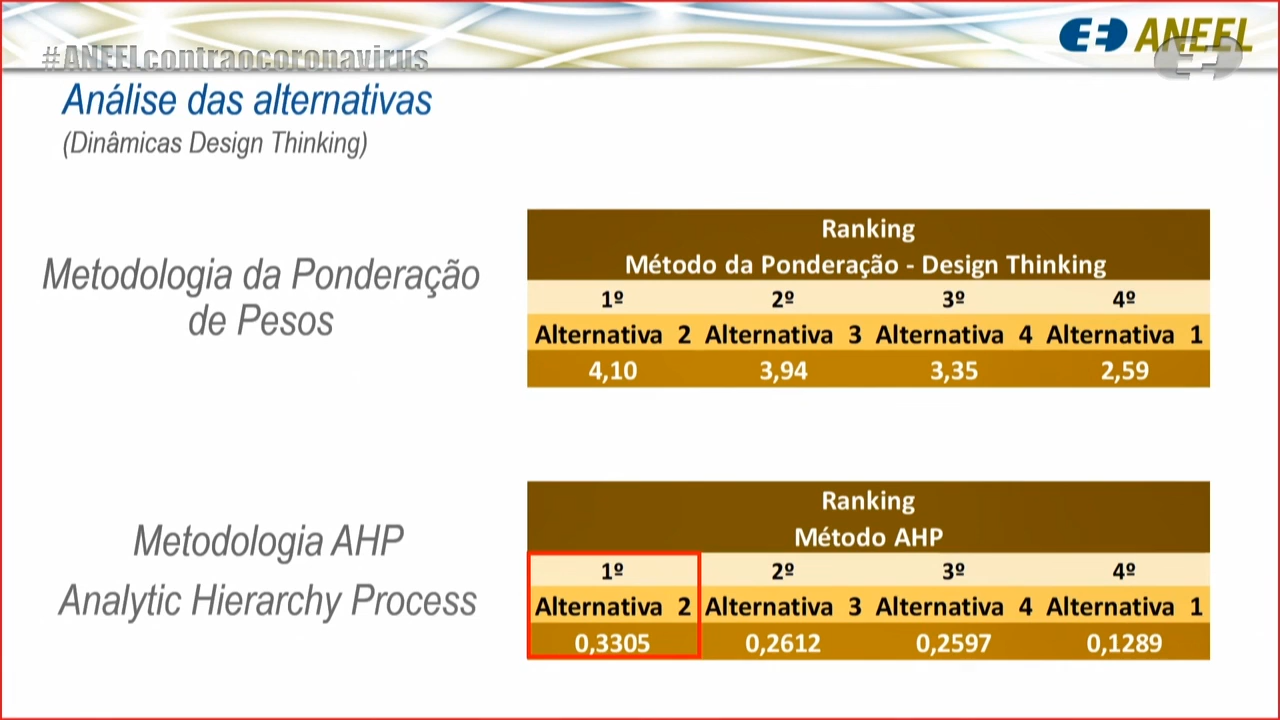 #ANEELcontraocoronavirus
ANEEL
Análise das alternativas
(Dinâmicas Design Thinking)
Metodologia da Ponderação
de Pesos
Ranking
Método da Ponderação - Design Thinking
1º 2º 3º 4º
Alternativa 2 Alternativa 3 Alternativa 4 Alternativa 1
4,10 3,94 3,35 2,59
Metodologia AHP
Analytic Hierarchy Process
Ranking
Método AHP
1º 2º 3º 4º
Alternativa 2 Alternativa 3 Alternativa 4 Alternativa 1
0,3305 0,2612 0,2597 0,1289